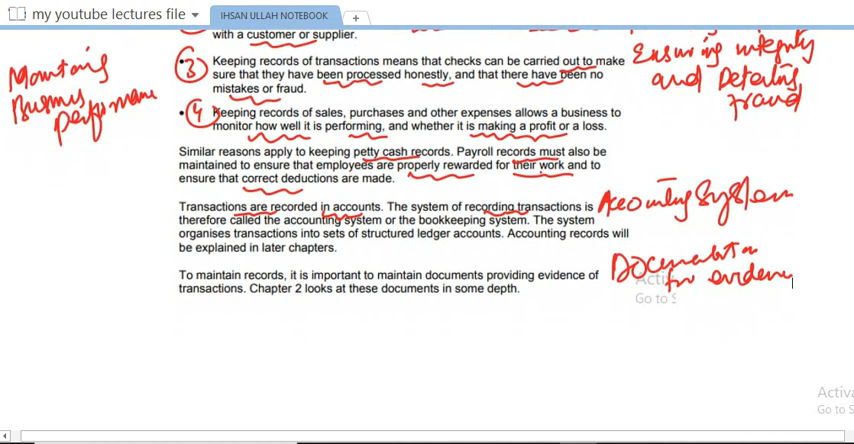 my youtube lectures file
IHSAN ULLAH NOTEBOOK
with a customer or supplier.
3
Keeping records of transactions means that checks can be carried out to make
sure that they have been processed honestly, and that there have been no
mistakes or fraud.
Ensuring integrity
and Detecting
fraud
Business
performance
4
• Keeping records of sales, purchases and other expenses allows a business to
monitor how well it is performing, and whether it is making a profit or a loss.
Similar reasons apply to keeping petty cash records. Payroll records must also be
maintained to ensure that employees are properly rewarded for their work and to
ensure that correct deductions are made.
Transactions are recorded in accounts. The system of recording transactions is
therefore called the accounting system or the bookkeeping system. The system
organises transactions into sets of structured ledger accounts. Accounting records will
be explained in later chapters.
Accounting System
To maintain records, it is important to maintain documents providing evidence of
transactions. Chapter 2 looks at these documents in some depth.
for
Activ
Go to S
Activa
Go to S